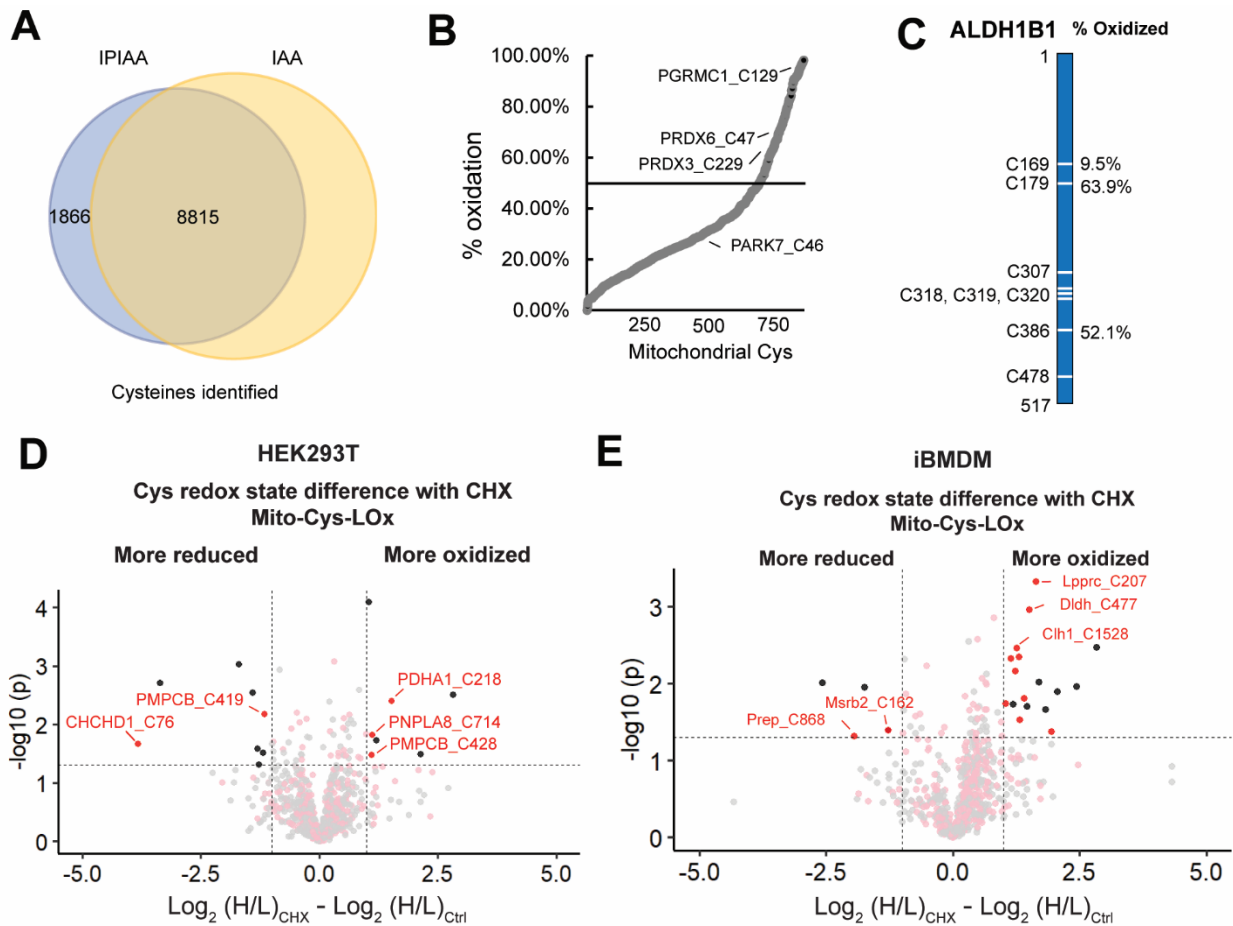 A
IPIAA IAA
1866 8815
Cysteines identified
B
100.00%
80.00%
60.00%
40.00%
20.00%
0.00%
% oxidation
PGRMC1_C129
PRDX6_C47
PRDX3_C229
PARK7_C46
250 500 750
Mitochondrial Cys
C
ALDH1B1 % Oxidized
1
C169 9.5%
C179 63.9%
C307
C318, C319, C320
C386 52.1%
C478
517
D
HEK293T
Cys redox state difference with CHX
Mito-Cys-LOx
More reduced More oxidized
4
3
2
1
0
-log10 (p)
PMPCB_C419
CHCHD1_C76
PDHA1_C218
PNPLA8_C714
PMPCB_C428
-5.0 -2.5 0.0 2.5 5.0
Log2 (H/L)CHX - Log2 (H/L)Ctrl
E
iBMDM
Cys redox state difference with CHX
Mito-Cys-LOx
More reduced More oxidized
3
2
1
0
-log10 (p)
Lpprc_C207
Dldh_C477
Clh1_C1528
Msrb2_C162
Prep_C868
-5.0 -2.5 0.0 2.5 5.0
Log2 (H/L)CHX - Log2 (H/L)Ctrl